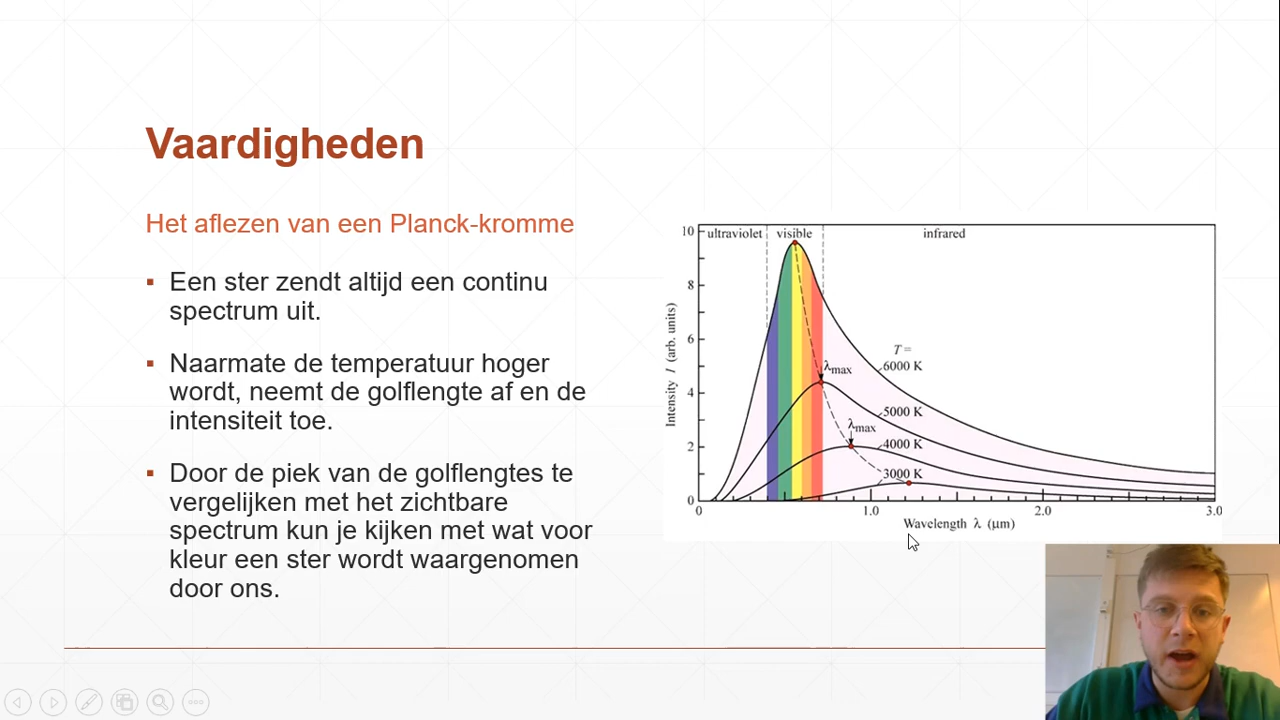 Vaardigheden
Het aflezen van een Planck-kromme
▪ Een ster zendt altijd een continu
spectrum uit.
▪ Naarmate de temperatuur hoger
wordt, neemt de golflengte af en de
intensiteit toe.
▪ Door de piek van de golflengtes te
vergelijken met het zichtbare
spectrum kun je kijken met wat voor
kleur een ster wordt waargenomen
door ons.
10
8
6
4
2
0
Intensity I (arb. units)
ultraviolet visible infrared
T =
6000 K
λmax
5000 K
λmax
4000 K
3000 K
0 1.0 2.0 3.0
Wavelength λ (μm)